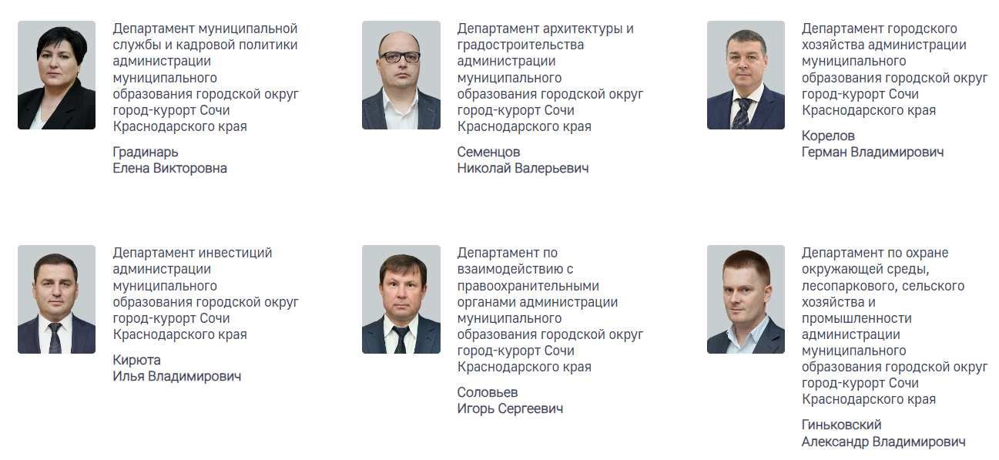 Департамент муниципальной
службы и кадровой политики
администрации
муниципального
образования городской округ
город-курорт Сочи
Краснодарского края
Градинарь
Елена Викторовна
Департамент архитектуры и
градостроительства
администрации
муниципального
образования городской округ
город-курорт Сочи
Краснодарского края
Семенцов
Николай Валерьевич
Департамент городского
хозяйства администрации
муниципального
образования городской округ
город-курорт Сочи
Краснодарского края
Корелов
Герман Владимирович
Департамент инвестиций
администрации
муниципального
образования городской округ
город-курорт Сочи
Краснодарского края
Кирюта
Илья Владимирович
Департамент по
взаимодействию с
правоохранительными
органами администрации
муниципального
образования городской округ
город-курорт Сочи
Краснодарского края
Соловьев
Игорь Сергеевич
Департамент по охране
окружающей среды,
лесопаркового, сельского
хозяйства и
промышленности
администрации
муниципального
образования городской округ
город-курорт Сочи
Краснодарского края
Гиньковский
Александр Владимирович